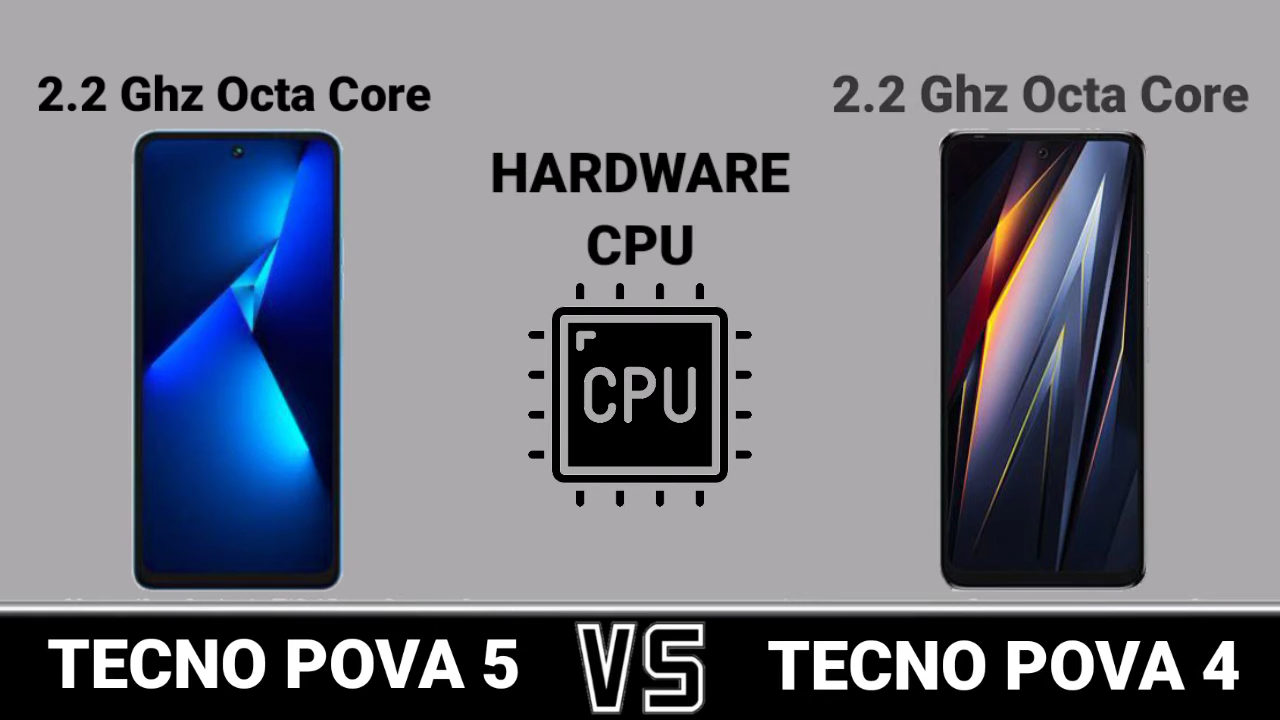 2.2 Ghz Octa Core
2.2 Ghz Octa Core
HARDWARE
CPU
CPU
TECNO POVA 5
VS
TECNO POVA 4